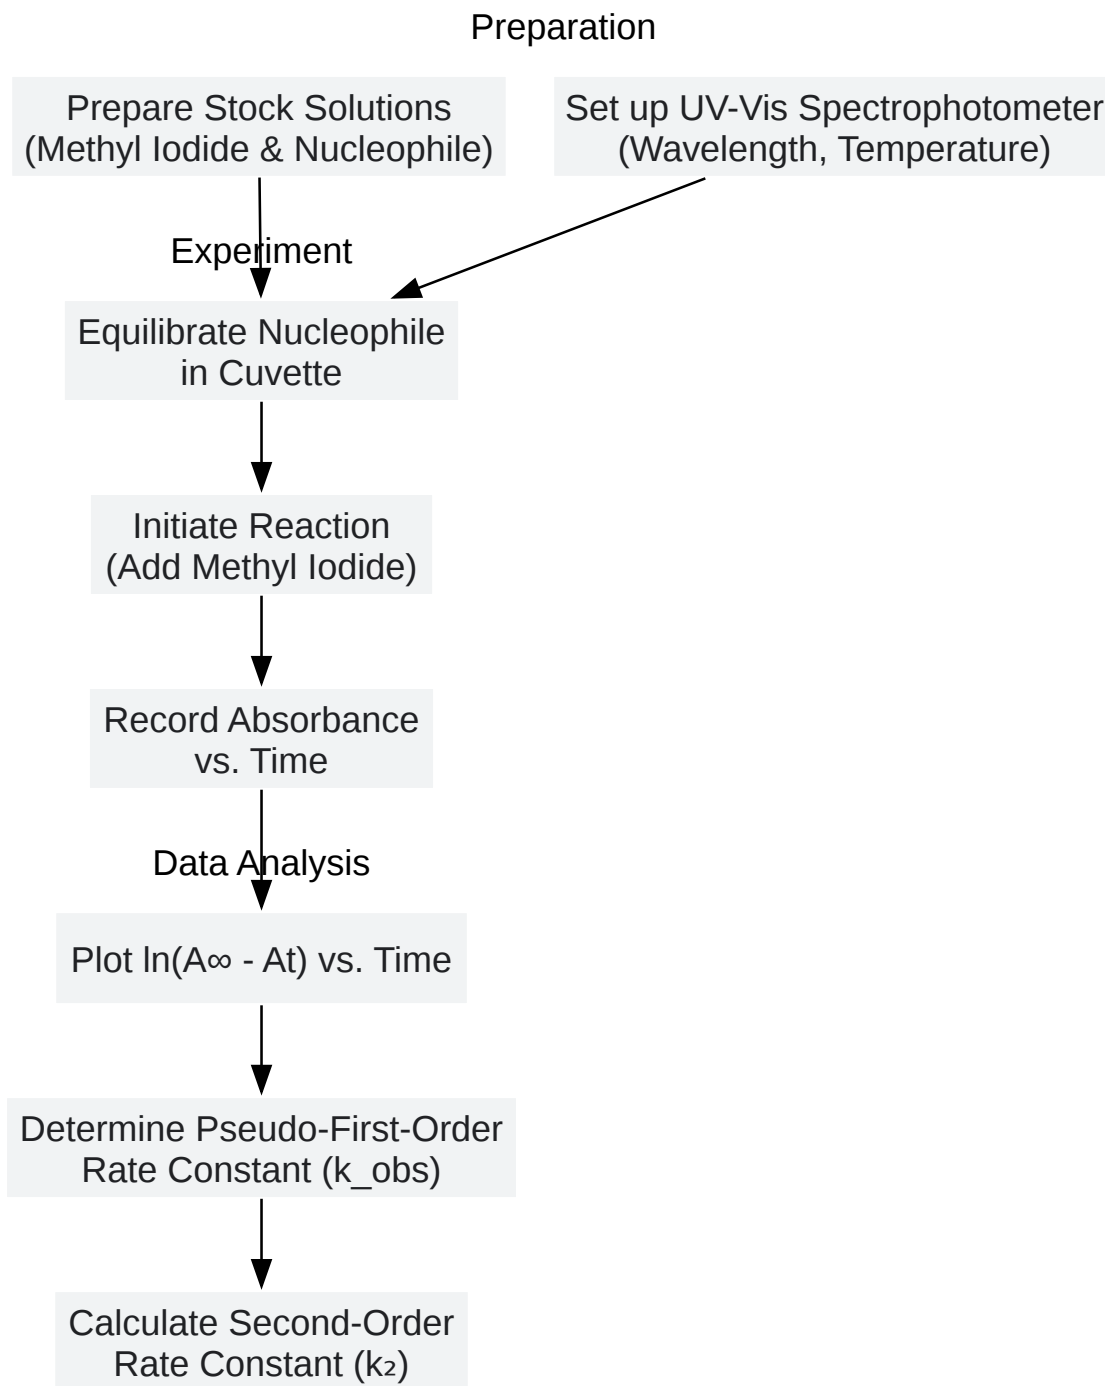 Preparation
Prepare Stock Solutions
(Methyl Iodide & Nucleophile)
Set up UV-Vis Spectrophotometer
(Wavelength, Temperature)
Experiment
Equilibrate Nucleophile
in Cuvette
Initiate Reaction
(Add Methyl Iodide)
Record Absorbance
vs. Time
Data Analysis
Plot ln(A∞ - At) vs. Time
Determine Pseudo-First-Order
Rate Constant (k_obs)
Calculate Second-Order
Rate Constant (k₂)